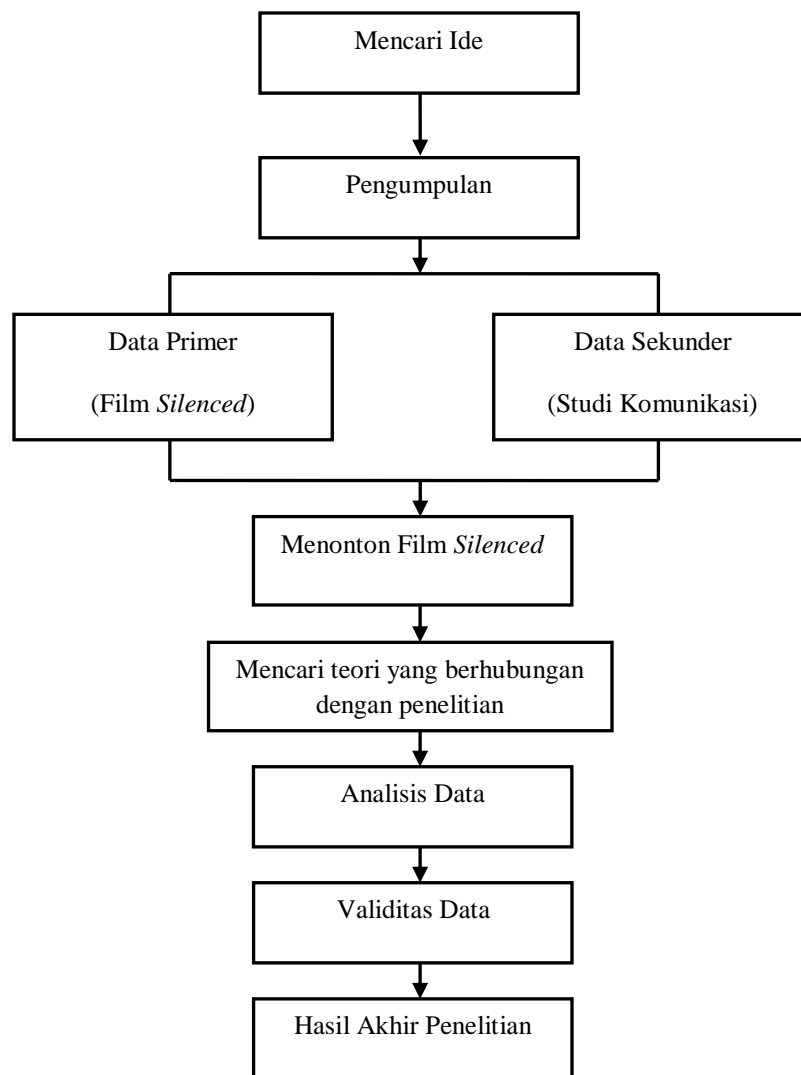 Mencari Ide
Pengumpulan
Data Primer
(Film Silenced)
Data Sekunder
(Studi Komunikasi)
Menonton Film Silenced
Mencari teori yang berhubungan
dengan penelitian
Analisis Data
Validitas Data
Hasil Akhir Penelitian